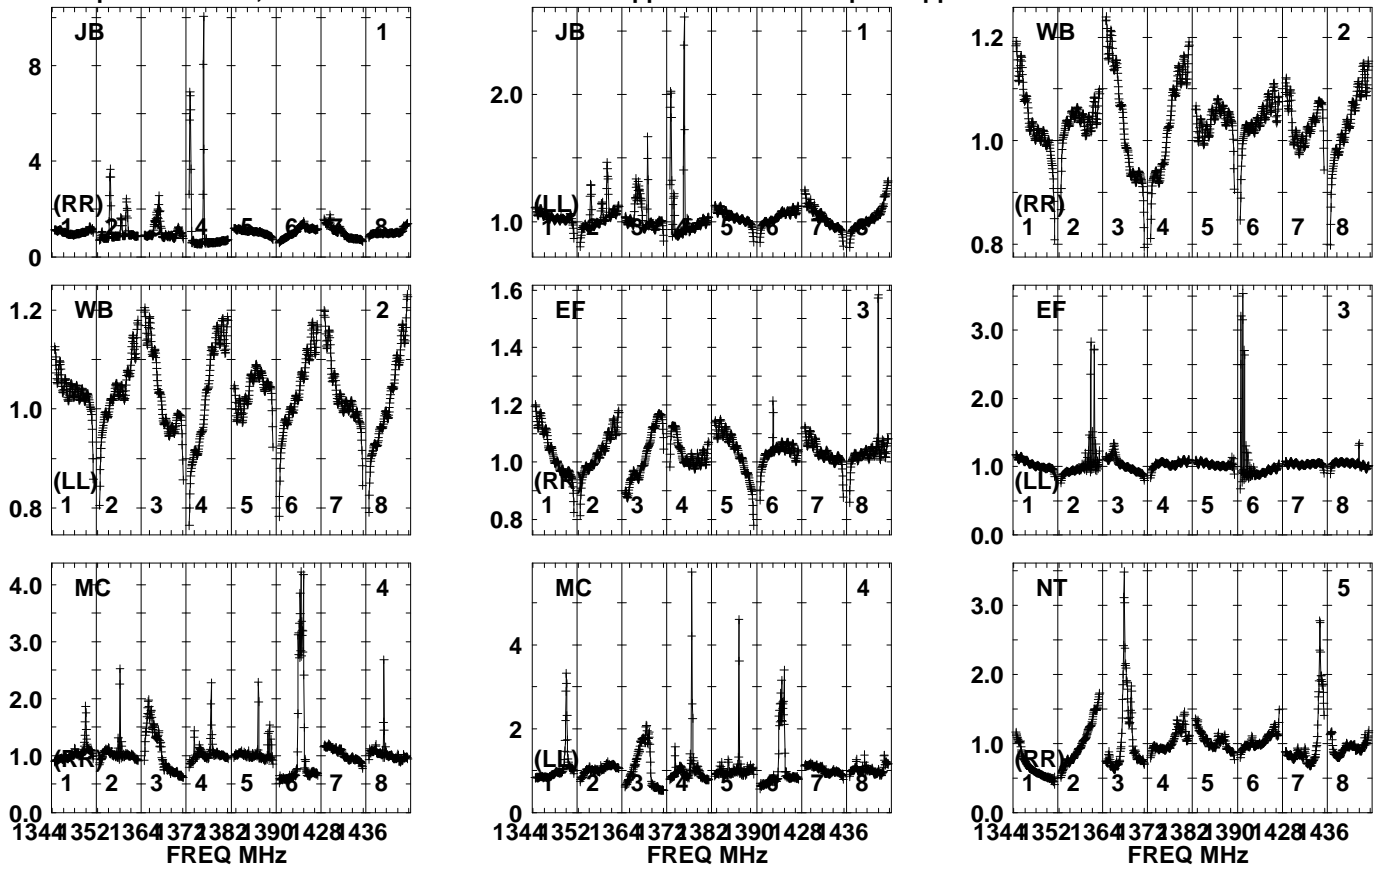 JB 1
8
4
0
(RR)
1 2 3 4 5 6 7 8
JB 1
2.0
1.0
(LL)
1 2 3 4 5 6 7 8
WB 2
1.2
1.0
0.8
(RR)
1 2 3 4 5 6 7 8
WB 2
1.2
1.0
0.8
(LL)
1 2 3 4 5 6 7 8
EF 3
1.6
1.4
1.2
1.0
0.8
(RR)
1 2 3 4 5 6 7 8
EF 3
3.0
2.0
1.0
0.0
(LL)
1 2 3 4 5 6 7 8
MC 4
4.0
3.0
2.0
1.0
0.0
(RR)
1 2 3 4 5 6 7 8
1344 1352 1364 1372 1382 1390 1428 1436
FREQ MHz
MC 4
4
2
0
(LL)
1 2 3 4 5 6 7 8
1344 1352 1364 1372 1382 1390 1428 1436
FREQ MHz
NT 5
3.0
2.0
1.0
0.0
(RR)
1 2 3 4 5 6 7 8
1344 1352 1364 1372 1382 1390 1428 1436
FREQ MHz